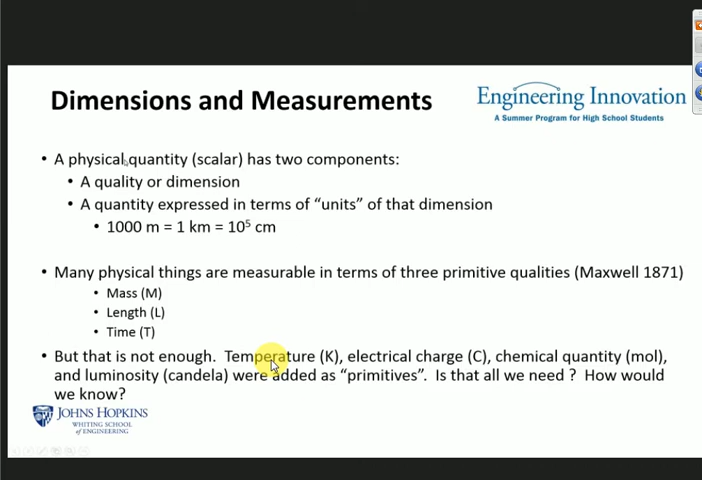 Dimensions and Measurements
Engineering Innovation
A Summer Program for High School Students
• A physical quantity (scalar) has two components:
• A quality or dimension
• A quantity expressed in terms of “units” of that dimension
• 1000 m = 1 km = 10⁵ cm
• Many physical things are measurable in terms of three primitive qualities (Maxwell 1871)
• Mass (M)
• Length (L)
• Time (T)
• But that is not enough. Temperature (K), electrical charge (C), chemical quantity (mol),
and luminosity (candela) were added as “primitives”. Is that all we need ? How would
we know?
JOHNS HOPKINS
WHITING SCHOOL
of ENGINEERING